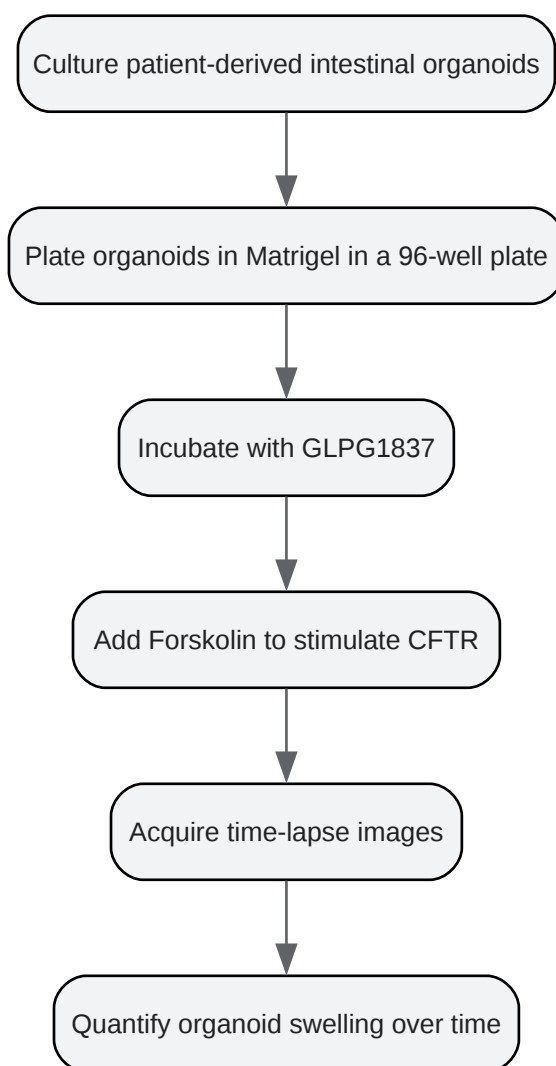 Culture patient-derived intestinal organoids
Plate organoids in Matrigel in a 96-well plate
Incubate with GLPG1837
Add Forskolin to stimulate CFTR
Acquire time-lapse images
Quantify organoid swelling over time